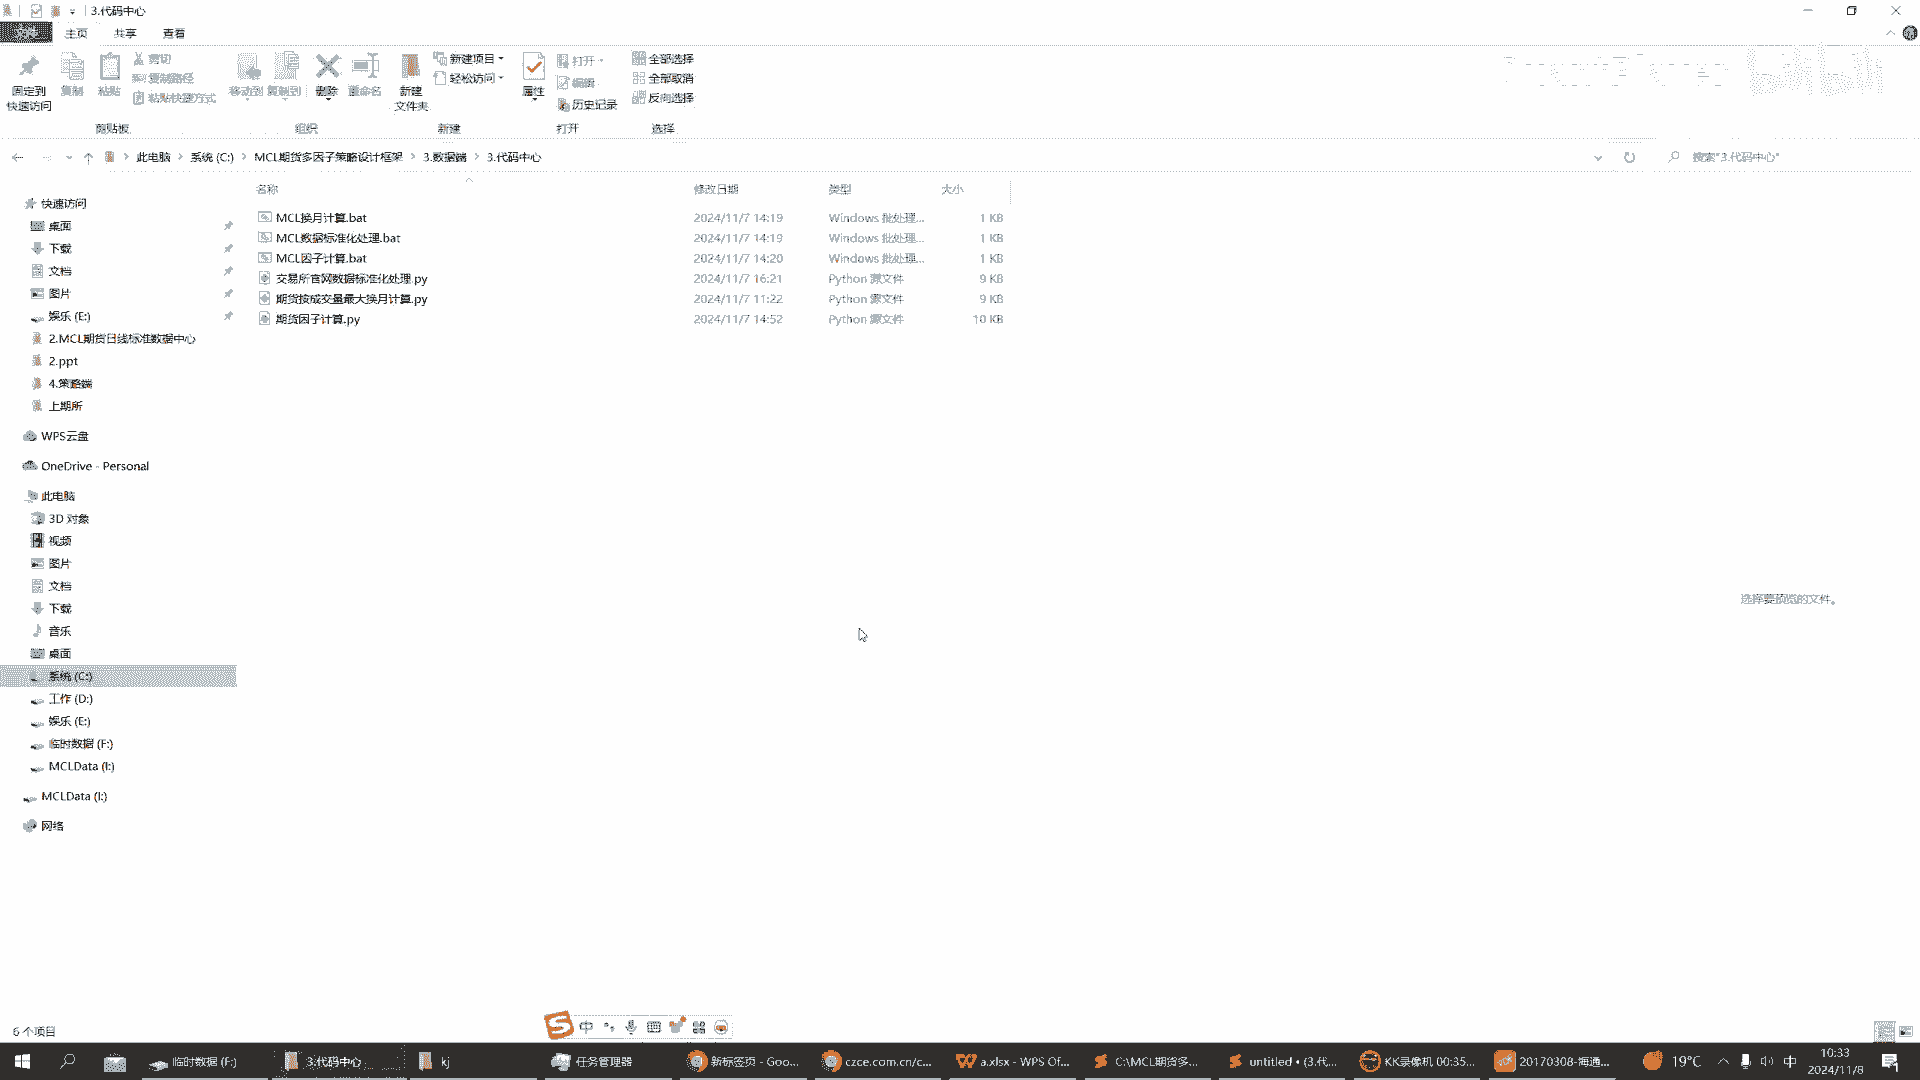 3.代码中心
文件 主页 共享 查看
固定到快速访问 复制 粘贴 剪切 复制路径 粘贴快捷方式 移动到 复制到 删除 重命名 新建文件夹 新建项目 轻松访问 属性 打开 编辑 历史记录 全部选择 全部取消 反向选择
剪贴板 组织 新建 打开 选择
此电脑 系统 (C:) MCL期货多因子策略设计框架 3.数据端 3.代码中心 搜索"3.代码中心"
名称 修改日期 类型 大小
MCL换月计算.bat 2024/11/7 14:19 Windows 批处理... 1 KB
MCL数据标准化处理.bat 2024/11/7 14:19 Windows 批处理... 1 KB
MCL因子计算.bat 2024/11/7 14:20 Windows 批处理... 1 KB
交易所官网数据标准化处理.py 2024/11/7 16:21 Python 源文件 9 KB
期货按成交量最大换月计算.py 2024/11/7 11:22 Python 源文件 9 KB
期货因子计算.py 2024/11/7 14:52 Python 源文件 10 KB
快速访问
桌面
下载
文档
图片
娱乐 (E:)
2.MCL期货日线标准数据中心
2.ppt
4.策略端
上期所
WPS云盘
OneDrive - Personal
此电脑
3D 对象
视频
图片
文档
下载
音乐
桌面
系统 (C:)
工作 (D:)
娱乐 (E:)
临时数据 (F:)
MCLData (I:)
MCLData (I:)
网络
选择要预览的文件。
6 个项目
中
临时数据 (F:) 3.代码中心 kj 任务管理器 新标签页 - Goo... czce.com.cn/c... a.xlsx - WPS Of... C:\MCL期货多... untitled • (3.代... KK录像机 00:35... 20170308-海通... 19°C 中 10:33
2024/11/8